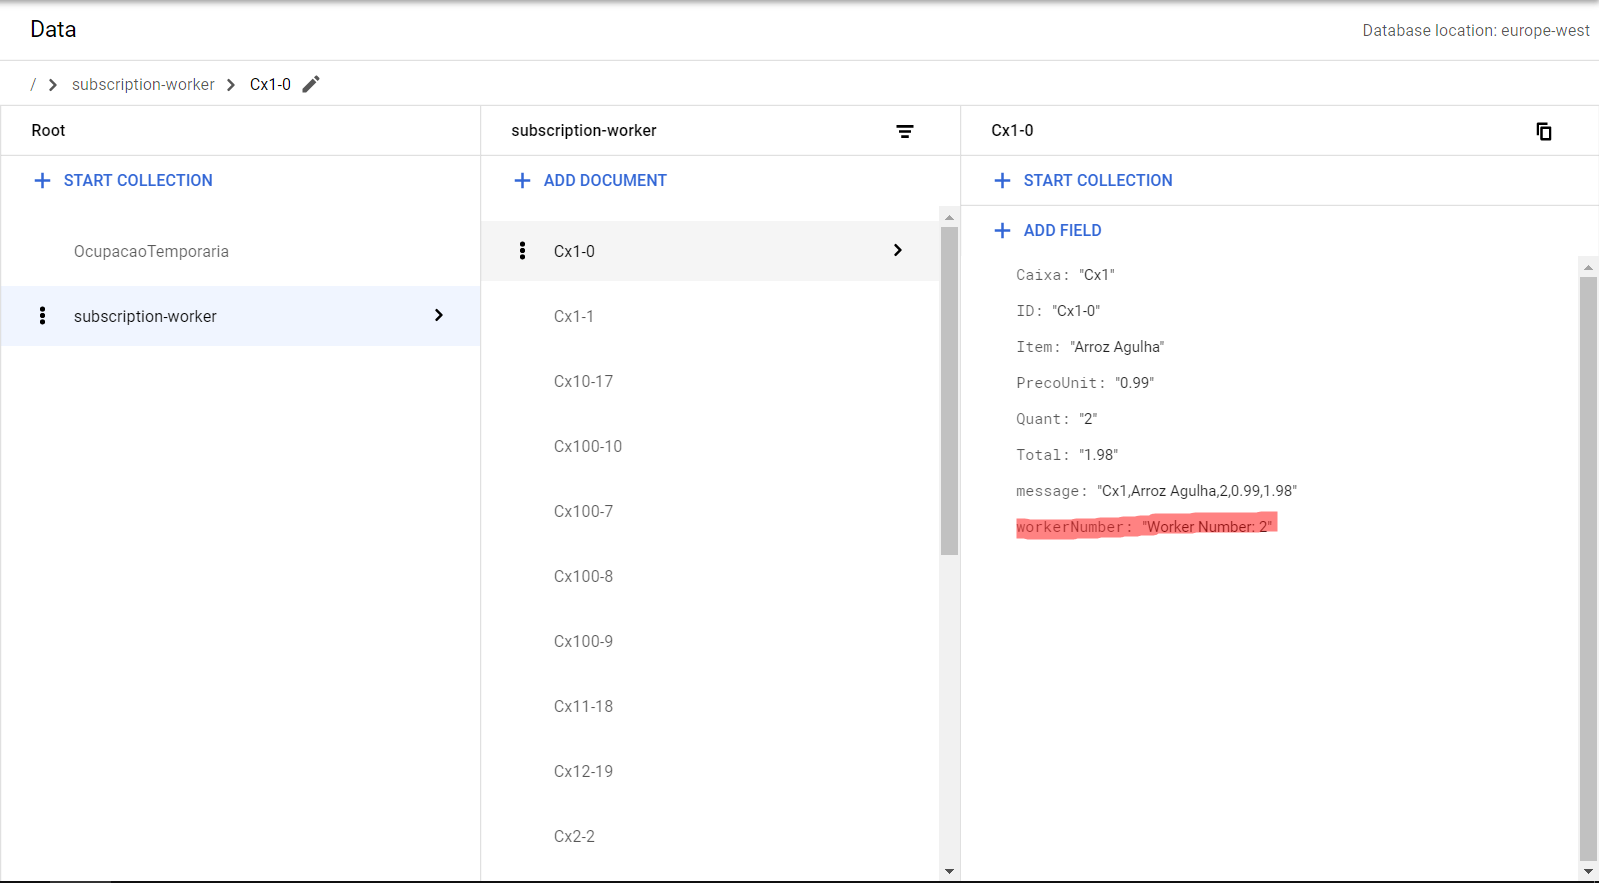 Data
Database location: europe-west
/ > subscription-worker > Cx1-0
Root
START COLLECTION
OcupacaoTemporaria
subscription-worker
subscription-worker
ADD DOCUMENT
Cx1-0
Cx1-1
Cx10-17
Cx100-10
Cx100-7
Cx100-8
Cx100-9
Cx11-18
Cx12-19
Cx2-2
Cx1-0
START COLLECTION
ADD FIELD
Caixa: "Cx1"
ID: "Cx1-0"
Item: "Arroz Agulha"
PrecoUnit: "0.99"
Quant: "2"
Total: "1.98"
message: "Cx1,Arroz Agulha,2,0.99,1.98"
workerNumber: "Worker Number: 2"